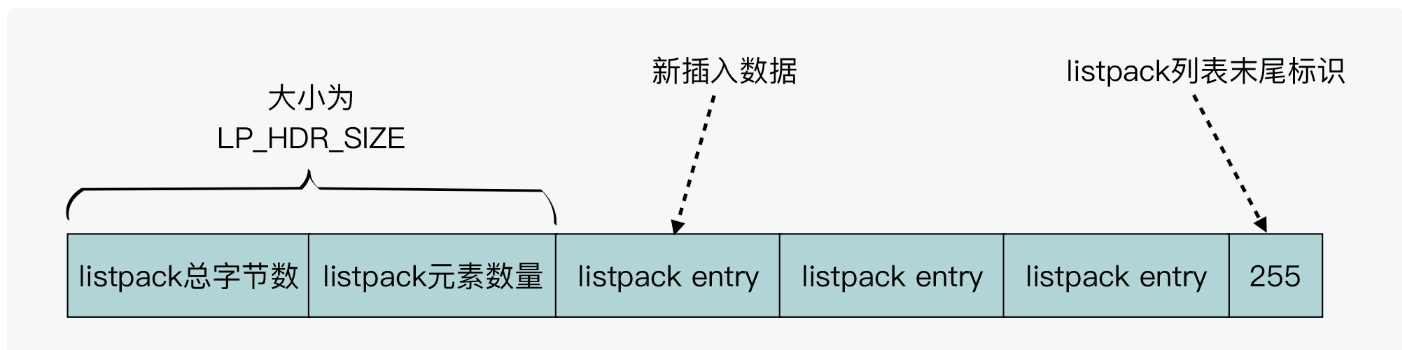 新插入数据
listpack列表末尾标识
大小为
LP_HDR_SIZE
listpack总字节数
listpack元素数量
listpack entry
listpack entry
listpack entry
255